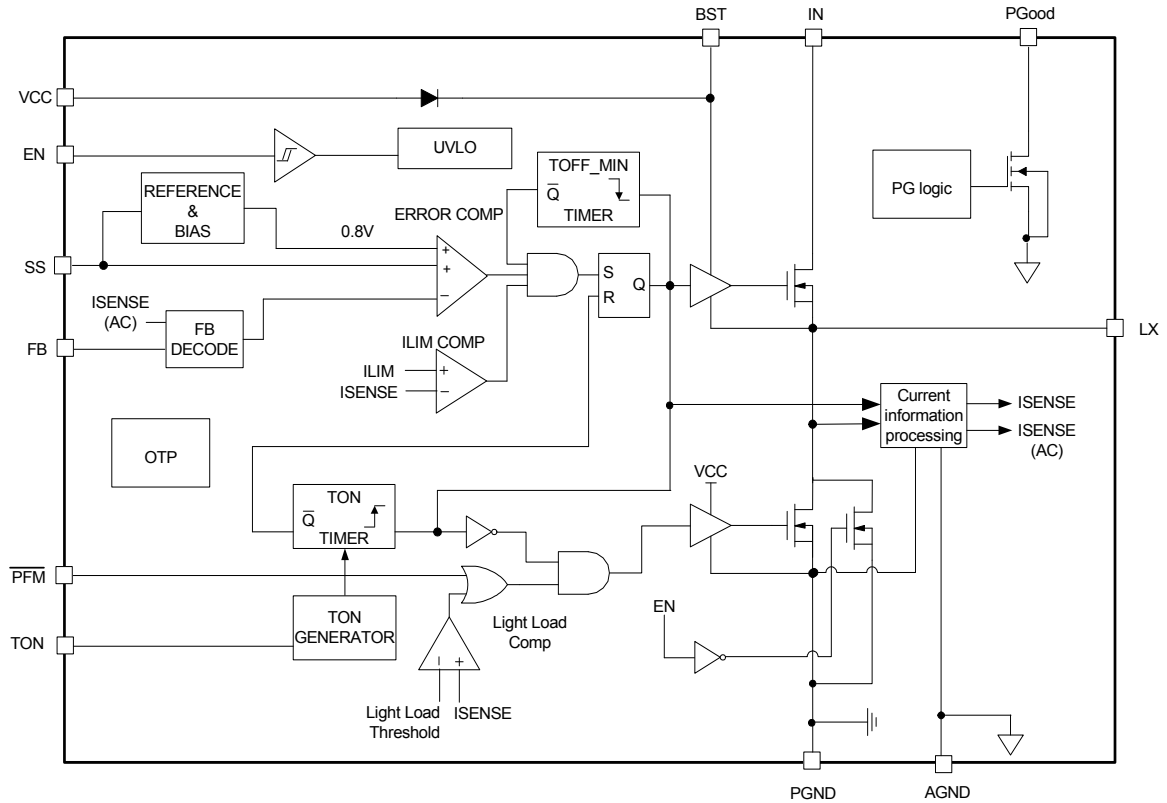 BST
IN
PGood
VCC
EN
UVLO
TOFF_MIN
Q̅
TIMER
REFERENCE
&
BIAS
ERROR COMP
0.8V
+
+
−
PG logic
SS
S
R
Q
ISENSE
(AC)
FB
DECODE
FB
LX
ILIM COMP
ILIM
ISENSE
+
−
Current
information
processing
ISENSE
ISENSE
(AC)
OTP
VCC
TON
Q̅
TIMER
P̅F̅M̅
TON
GENERATOR
TON
Light Load
Comp
EN
− +
Light Load
Threshold
ISENSE
PGND
AGND